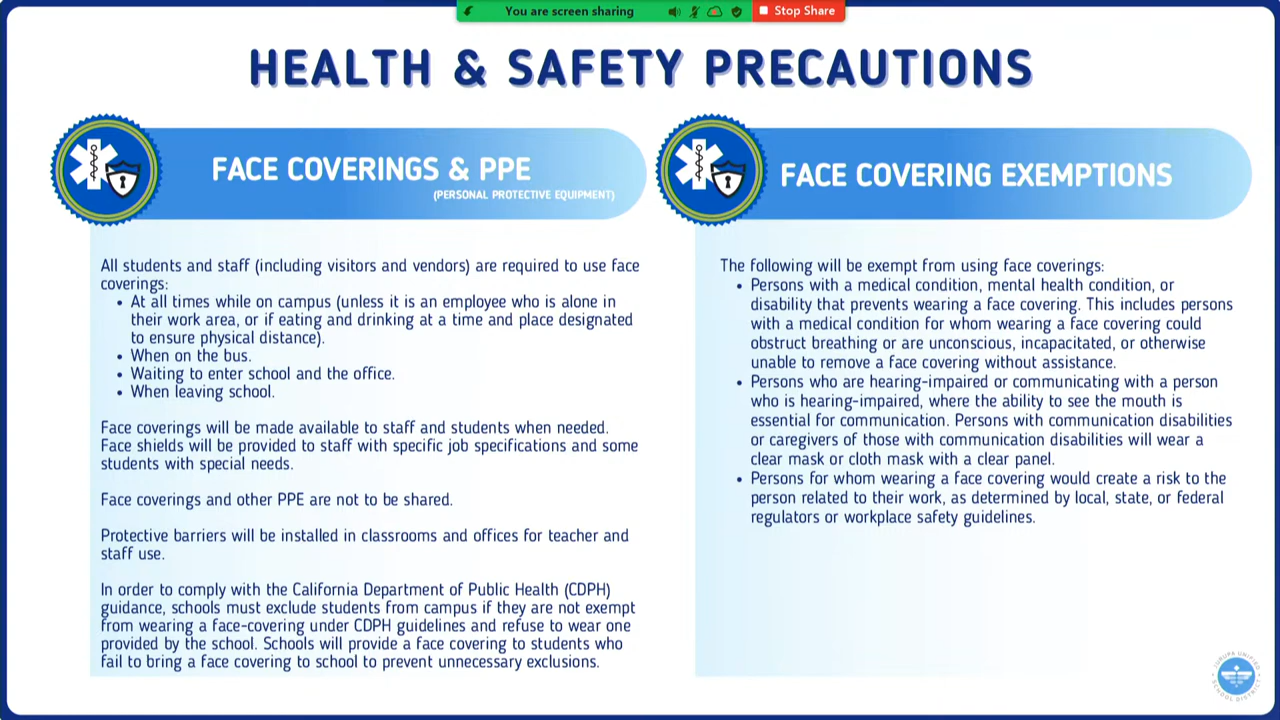 You are screen sharing
Stop Share
HEALTH & SAFETY PRECAUTIONS
FACE COVERINGS & PPE
(PERSONAL PROTECTIVE EQUIPMENT)
All students and staff (including visitors and vendors) are required to use face
coverings:
• At all times while on campus (unless it is an employee who is alone in
their work area, or if eating and drinking at a time and place designated
to ensure physical distance).
• When on the bus.
• Waiting to enter school and the office.
• When leaving school.
Face coverings will be made available to staff and students when needed.
Face shields will be provided to staff with specific job specifications and some
students with special needs.
Face coverings and other PPE are not to be shared.
Protective barriers will be installed in classrooms and offices for teacher and
staff use.
In order to comply with the California Department of Public Health (CDPH)
guidance, schools must exclude students from campus if they are not exempt
from wearing a face-covering under CDPH guidelines and refuse to wear one
provided by the school. Schools will provide a face covering to students who
fail to bring a face covering to school to prevent unnecessary exclusions.
FACE COVERING EXEMPTIONS
The following will be exempt from using face coverings:
• Persons with a medical condition, mental health condition, or
disability that prevents wearing a face covering. This includes persons
with a medical condition for whom wearing a face covering could
obstruct breathing or are unconscious, incapacitated, or otherwise
unable to remove a face covering without assistance.
• Persons who are hearing-impaired or communicating with a person
who is hearing-impaired, where the ability to see the mouth is
essential for communication. Persons with communication disabilities
or caregivers of those with communication disabilities will wear a
clear mask or cloth mask with a clear panel.
• Persons for whom wearing a face covering would create a risk to the
person related to their work, as determined by local, state, or federal
regulators or workplace safety guidelines.
JURUPA UNIFIED
SCHOOL DISTRICT